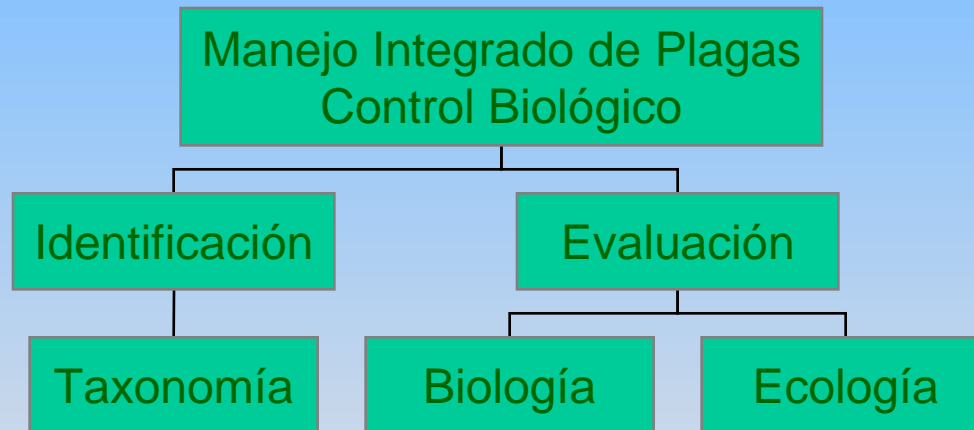 Manejo Integrado de Plagas
Control Biológico
Identificación
Evaluación
Taxonomía
Biología
Ecología